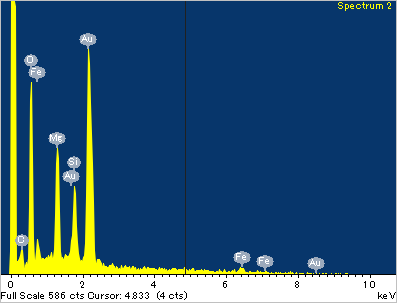 Spectrum 2
Au
O
Fe
Mg
Si
Au
C
Fe
Fe
Au
0 2 4 6 8 10
Full Scale 586 cts Cursor: 4.833 (4 cts) keV